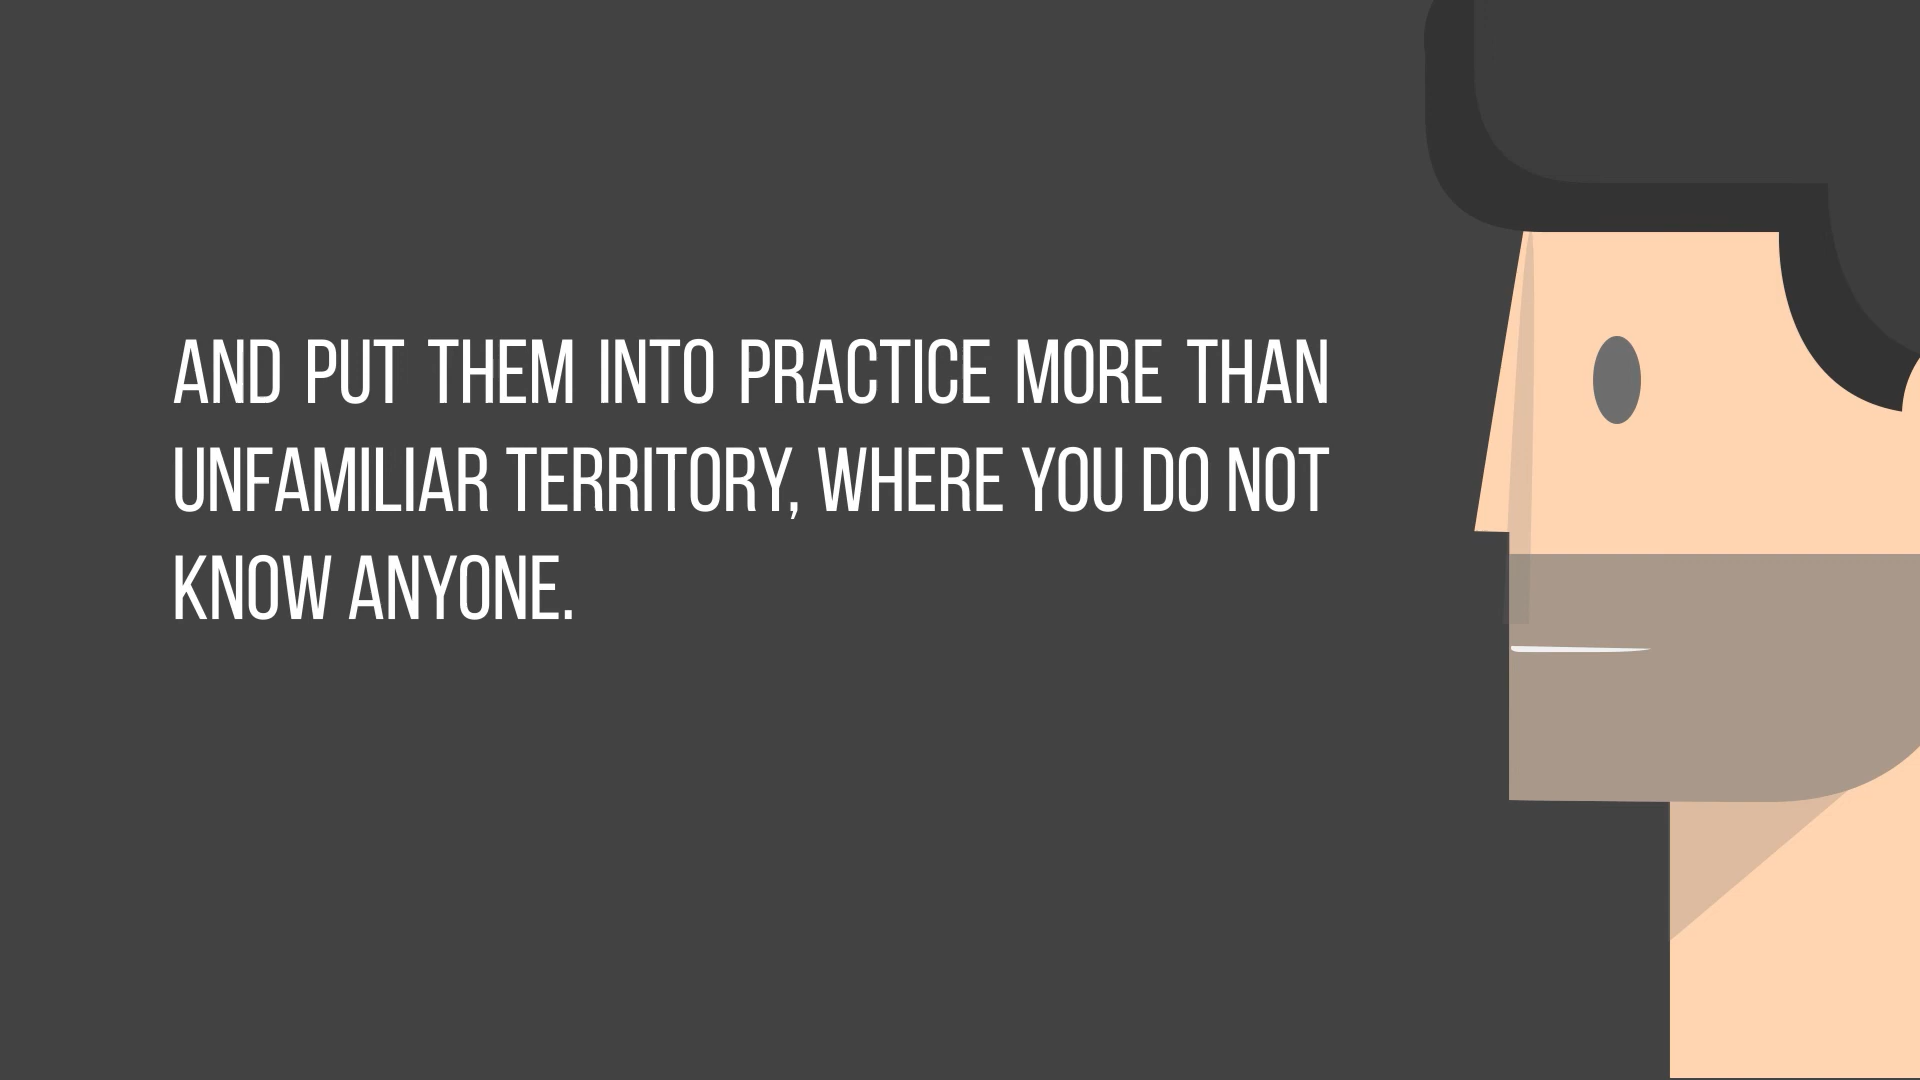 AND PUT THEM INTO PRACTICE MORE THAN
UNFAMILIAR TERRITORY, WHERE YOU DO NOT
KNOW ANYONE.